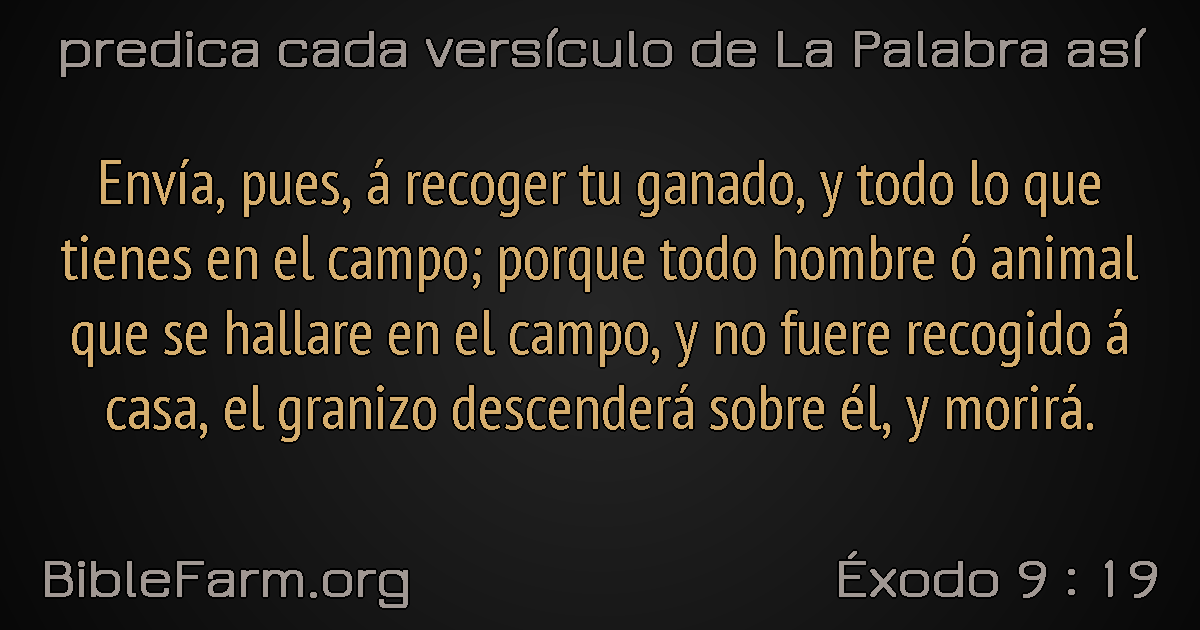 predica cada versículo de La Palabra así
Envía, pues, á recoger tu ganado, y todo lo que
tienes en el campo; porque todo hombre ó animal
que se hallare en el campo, y no fuere recogido á
casa, el granizo descenderá sobre él, y morirá.
BibleFarm.org
Éxodo 9 : 19